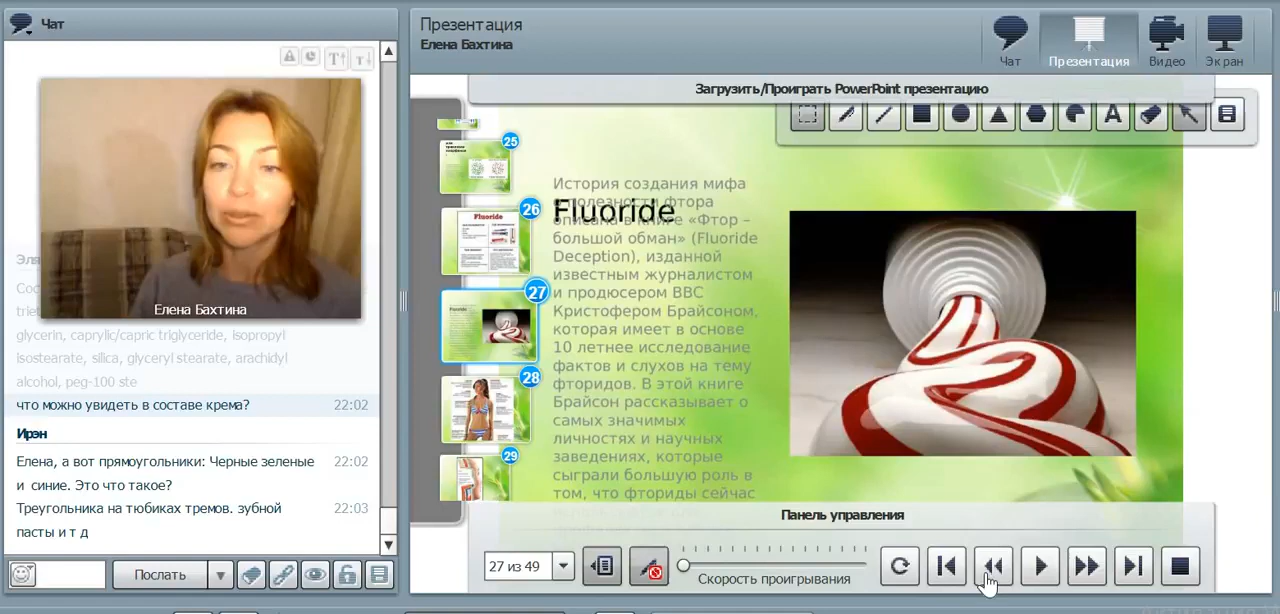 Чат
Елена Бахтина
glycerin, caprylic/capric triglyceride, isopropyl
isostearate, silica, glyceryl stearate, arachidyl
alcohol, peg-100 ste
что можно увидеть в составе крема? 22:02
Ирэн
Елена, а вот прямоугольники: Черные зеленые 22:02
и синие. Это что такое?
Треугольника на тюбиках тремов. зубной 22:03
пасты и т д
Послать
Презентация
Елена Бахтина
Чат
Презентация
Видео
Экран
Загрузить/Проиграть PowerPoint презентацию
25
26
Fluoride
27
28
29
Fluoride
История создания мифа
о полезности фтора
описана в книге «Фтор –
большой обман» (Fluoride
Deception), изданной
известным журналистом
и продюсером BBC
Кристофером Брайсоном,
которая имеет в основе
10 летнее исследование
фактов и слухов на тему
фторидов. В этой книге
Брайсон рассказывает о
самых значимых
личностях и научных
заведениях, которые
сыграли большую роль в
том, что фториды сейчас
Панель управления
27 из 49
Скорость проигрывания